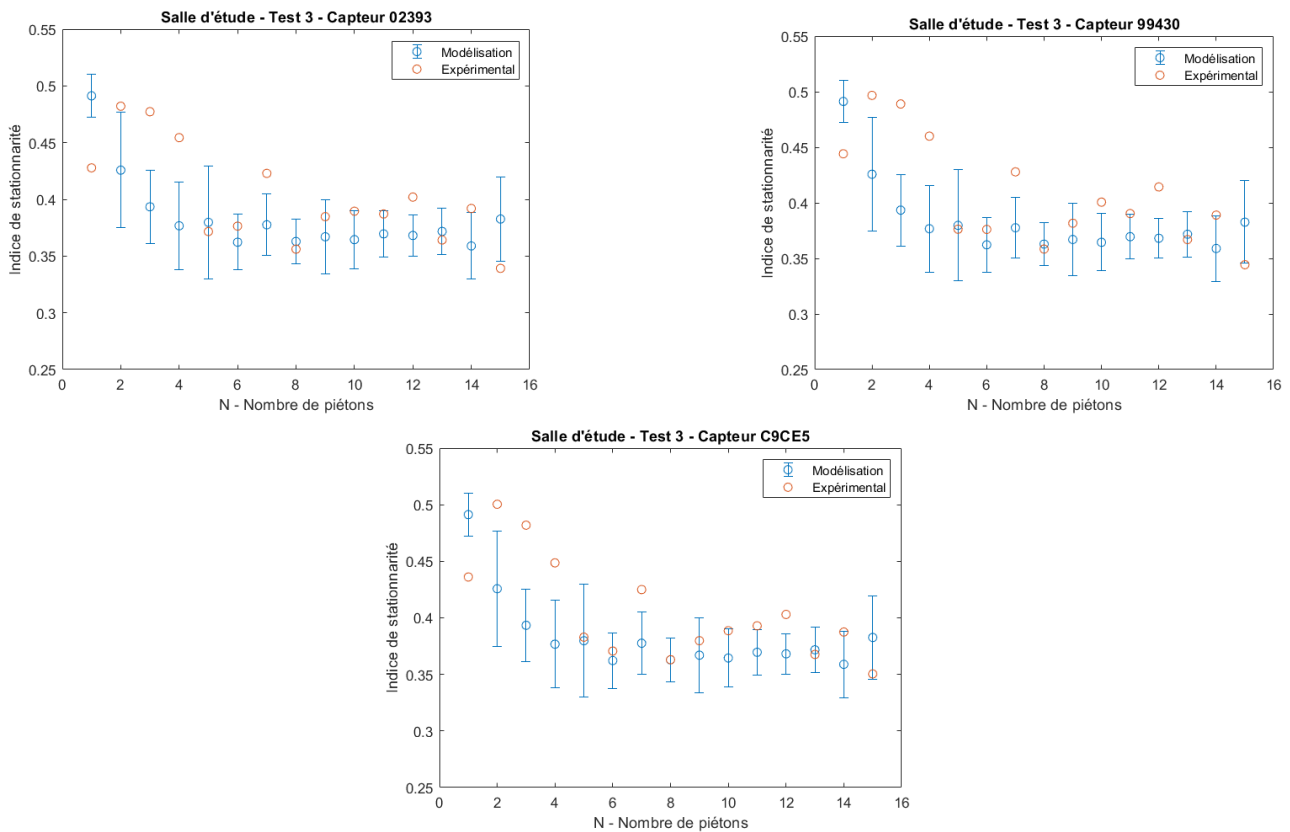 Salle d'étude - Test 3 - Capteur 02393
0.55
0.5
0.45
0.4
0.35
0.3
0.25
Indice de stationnarité
Modélisation
Expérimental
0 2 4 6 8 10 12 14 16
N - Nombre de piétons
Salle d'étude - Test 3 - Capteur 99430
0.55
0.5
0.45
0.4
0.35
0.3
0.25
Indice de stationnarité
Modélisation
Expérimental
0 2 4 6 8 10 12 14 16
N - Nombre de piétons
Salle d'étude - Test 3 - Capteur C9CE5
0.55
0.5
0.45
0.4
0.35
0.3
0.25
Indice de stationnarité
Modélisation
Expérimental
0 2 4 6 8 10 12 14 16
N - Nombre de piétons